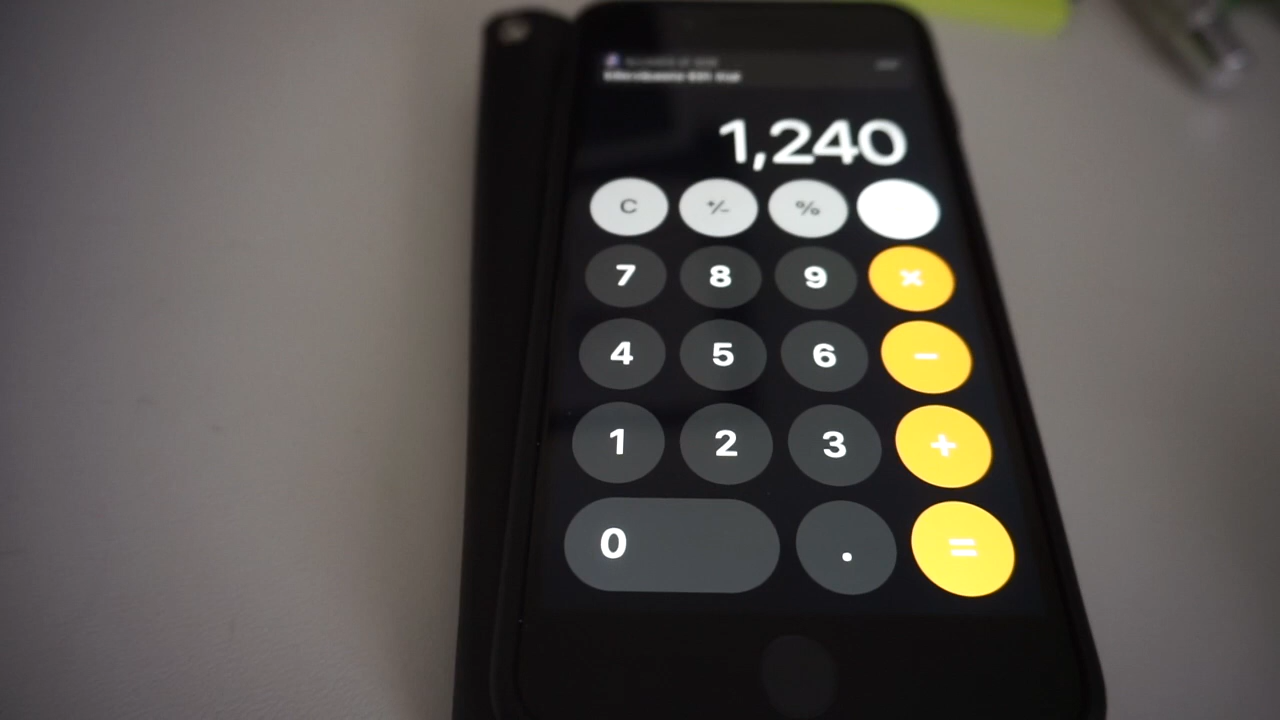 1,240
C +/- %
7 8 9 ×
4 5 6 −
1 2 3 +
0 . =